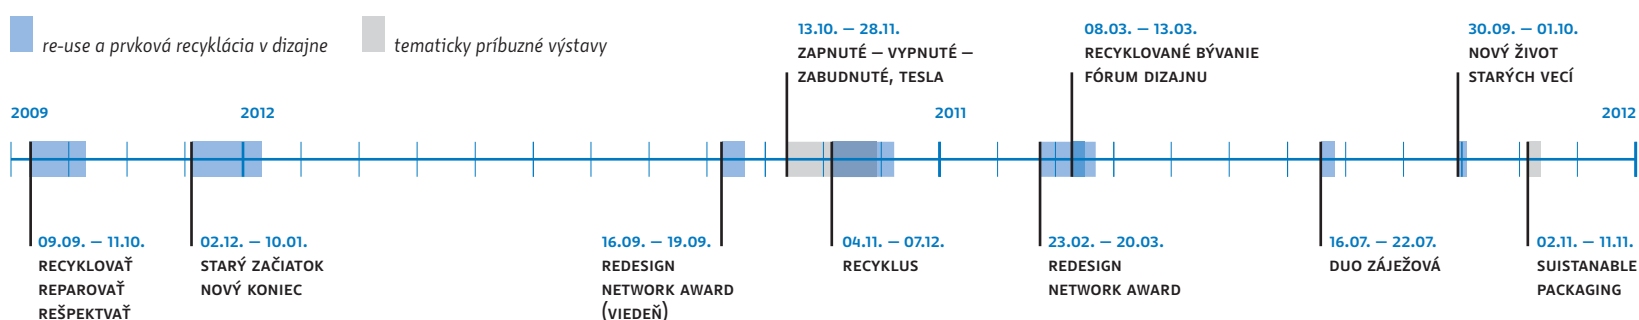 re-use a prvková recyklácia v dizajne
tematicky príbuzné výstavy
13.10. – 28.11.
ZAPNUTÉ – VYPNUTÉ –
ZABUDNUTÉ, TESLA
08.03. – 13.03.
RECYKLOVANÉ BÝVANIE
FÓRUM DIZAJNU
30.09. – 01.10.
NOVÝ ŽIVOT
STARÝCH VECÍ
2009
2012
2011
2012
09.09. – 11.10.
RECYKLOVAŤ
REPAROVAŤ
REŠPEKTVAŤ
02.12. – 10.01.
STARÝ ZAČIATOK
NOVÝ KONIEC
16.09. – 19.09.
REDESIGN
NETWORK AWARD
(VIEDEŇ)
04.11. – 07.12.
RECYKLUS
23.02. – 20.03.
REDESIGN
NETWORK AWARD
16.07. – 22.07.
DUO ZÁJEŽOVÁ
02.11. – 11.11.
SUISTANABLE
PACKAGING